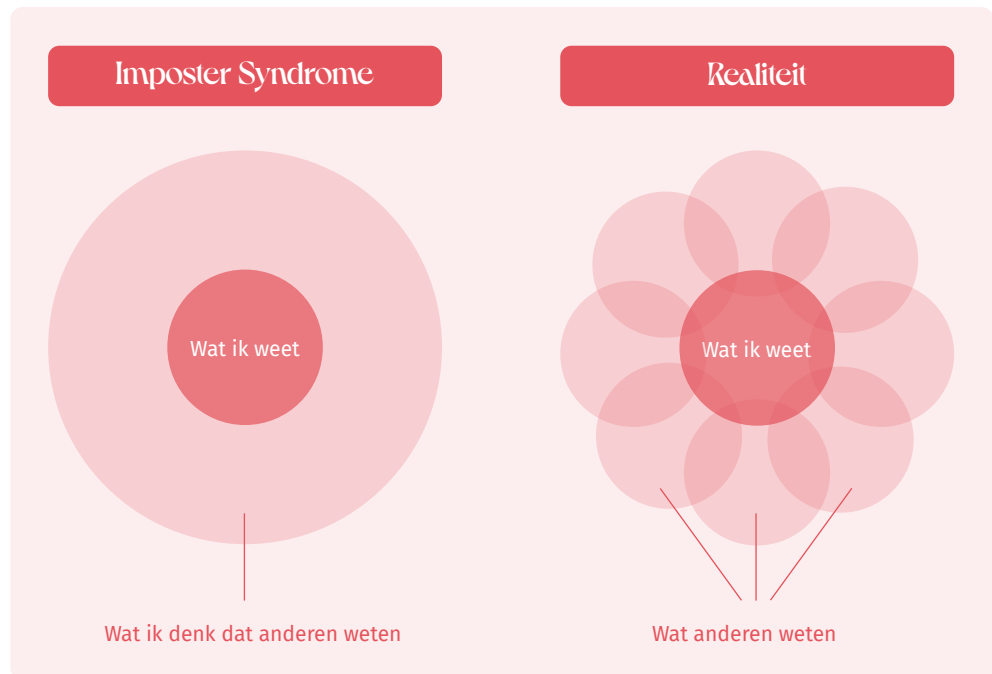 Imposter Syndrome
Realiteit
Wat ik weet
Wat ik weet
Wat ik denk dat anderen weten
Wat anderen weten